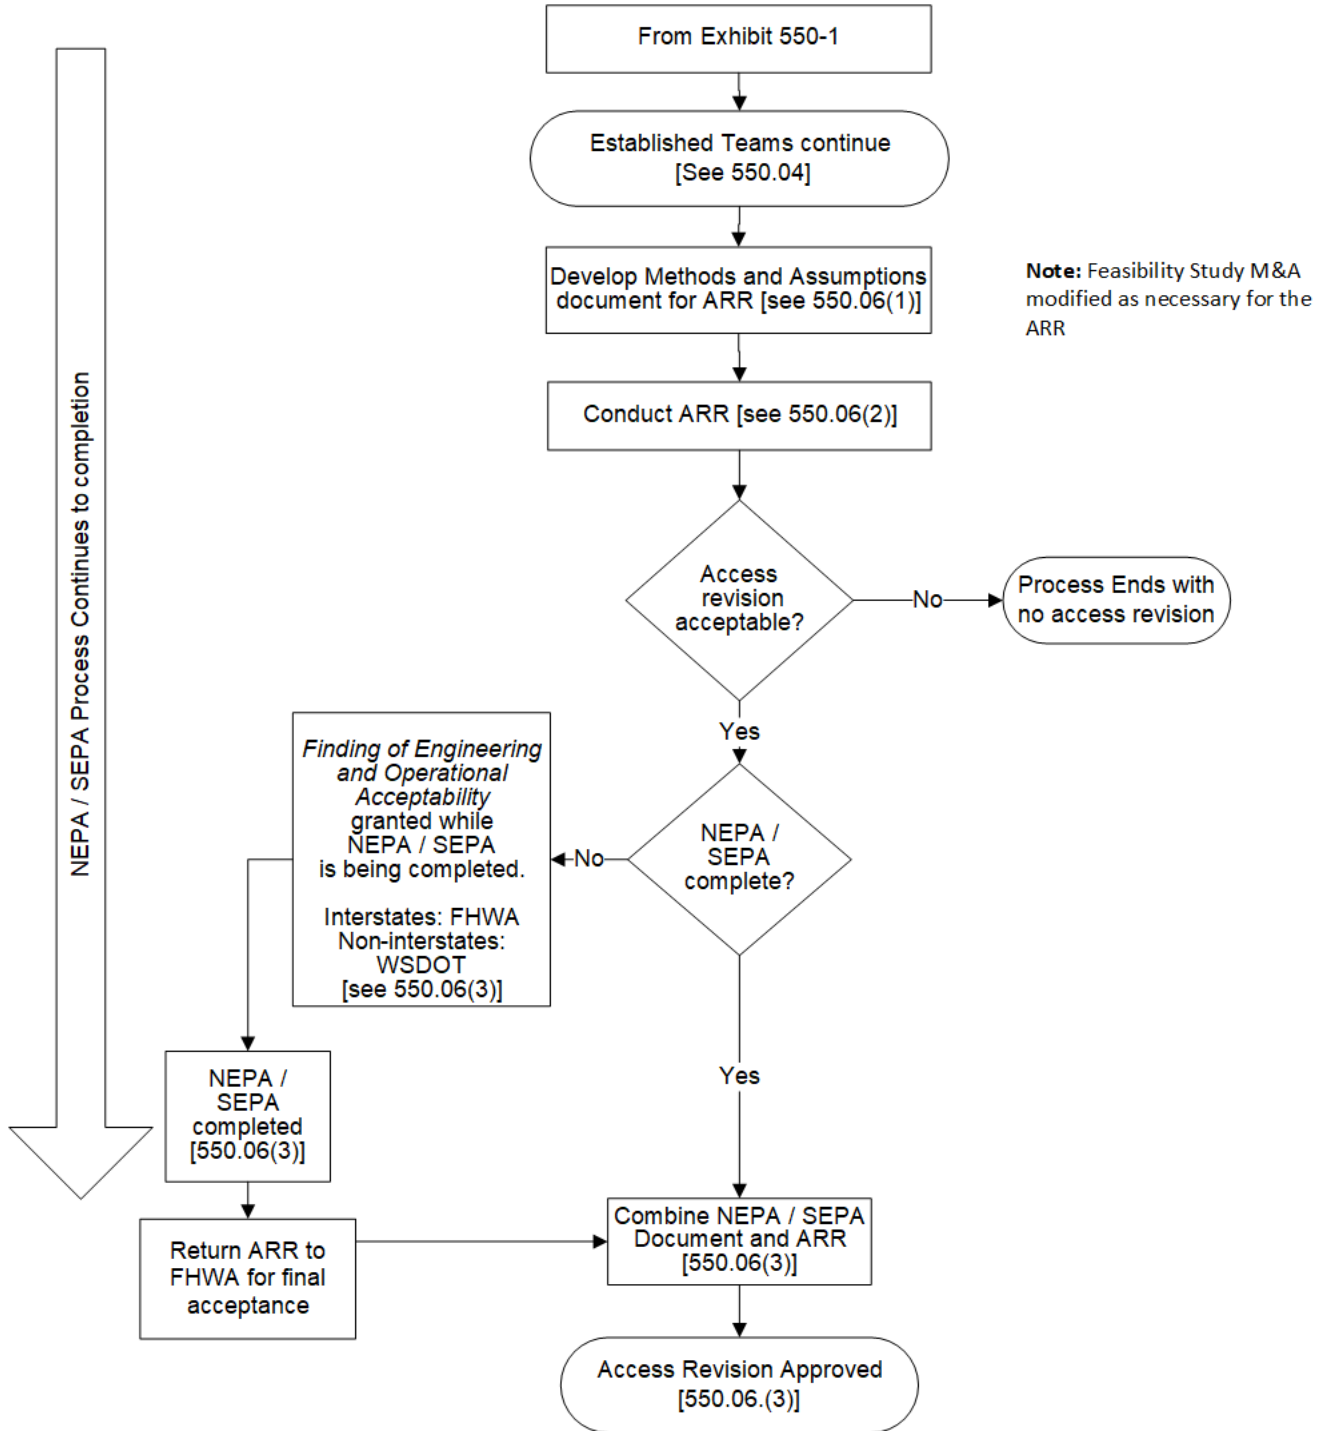 From Exhibit 550-1
Established Teams continue
[See 550.04]
Develop Methods and Assumptions
document for ARR [see 550.06(1)]
Note: Feasibility Study M&A
modified as necessary for the
ARR
Conduct ARR [see 550.06(2)]
NEPA / SEPA Process Continues to completion
Access
revision
acceptable?
No
Process Ends with
no access revision
Yes
Finding of Engineering
and Operational
Acceptability
granted while
NEPA / SEPA
is being completed.
Interstates: FHWA
Non-interstates:
WSDOT
[see 550.06(3)]
No
NEPA /
SEPA
complete?
Yes
NEPA /
SEPA
completed
[550.06(3)]
Return ARR to
FHWA for final
acceptance
Combine NEPA / SEPA
Document and ARR
[550.06(3)]
Access Revision Approved
[550.06.(3)]